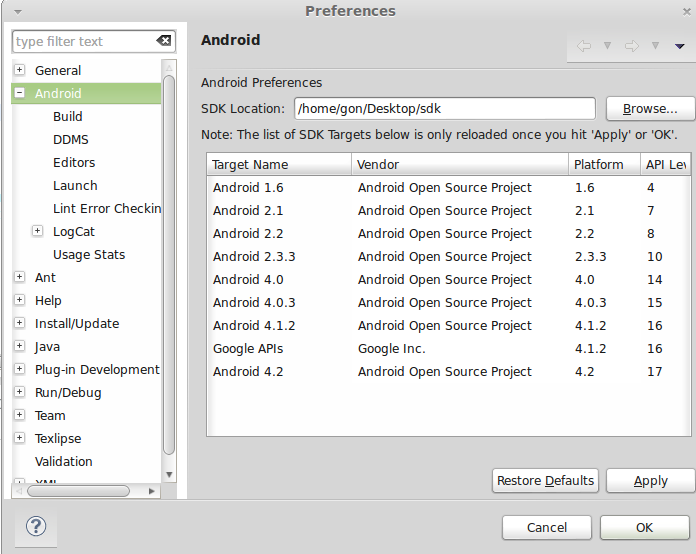 Preferences
type filter text
General
Android
Build
DDMS
Editors
Launch
Lint Error Checkin
LogCat
Usage Stats
Ant
Help
Install/Update
Java
Plug-in Development
Run/Debug
Team
Texlipse
Validation
XML
Android
Android Preferences
SDK Location: /home/gon/Desktop/sdk Browse...
Note: The list of SDK Targets below is only reloaded once you hit 'Apply' or 'OK'.
Target Name Vendor Platform API Lev
Android 1.6 Android Open Source Project 1.6 4
Android 2.1 Android Open Source Project 2.1 7
Android 2.2 Android Open Source Project 2.2 8
Android 2.3.3 Android Open Source Project 2.3.3 10
Android 4.0 Android Open Source Project 4.0 14
Android 4.0.3 Android Open Source Project 4.0.3 15
Android 4.1.2 Android Open Source Project 4.1.2 16
Google APIs Google Inc. 4.1.2 16
Android 4.2 Android Open Source Project 4.2 17
Restore Defaults Apply
? Cancel OK